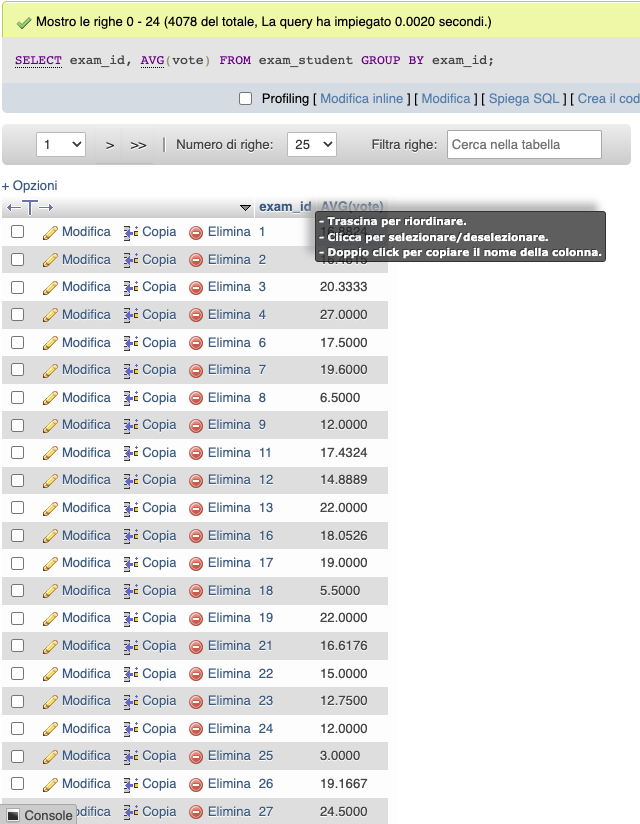 Mostro le righe 0 - 24 (4078 del totale, La query ha impiegato 0.0020 secondi.)
SELECT exam_id, AVG(vote) FROM exam_student GROUP BY exam_id;
Profiling [ Modifica inline ] [ Modifica ] [ Spiega SQL ] [ Crea il cod
1 > >> | Numero di righe: 25 Filtra righe: Cerca nella tabella
+ Opzioni
exam_id AVG(vote)
- Trascina per riordinare.
- Clicca per selezionare/deselezionare.
- Doppio click per copiare il nome della colonna.
Modifica Copia Elimina 1
Modifica Copia Elimina 2
Modifica Copia Elimina 3 20.3333
Modifica Copia Elimina 4 27.0000
Modifica Copia Elimina 6 17.5000
Modifica Copia Elimina 7 19.6000
Modifica Copia Elimina 8 6.5000
Modifica Copia Elimina 9 12.0000
Modifica Copia Elimina 11 17.4324
Modifica Copia Elimina 12 14.8889
Modifica Copia Elimina 13 22.0000
Modifica Copia Elimina 16 18.0526
Modifica Copia Elimina 17 19.0000
Modifica Copia Elimina 18 5.5000
Modifica Copia Elimina 19 22.0000
Modifica Copia Elimina 21 16.6176
Modifica Copia Elimina 22 15.0000
Modifica Copia Elimina 23 12.7500
Modifica Copia Elimina 24 12.0000
Modifica Copia Elimina 25 3.0000
Modifica Copia Elimina 26 19.1667
Console difica Copia Elimina 27 24.5000